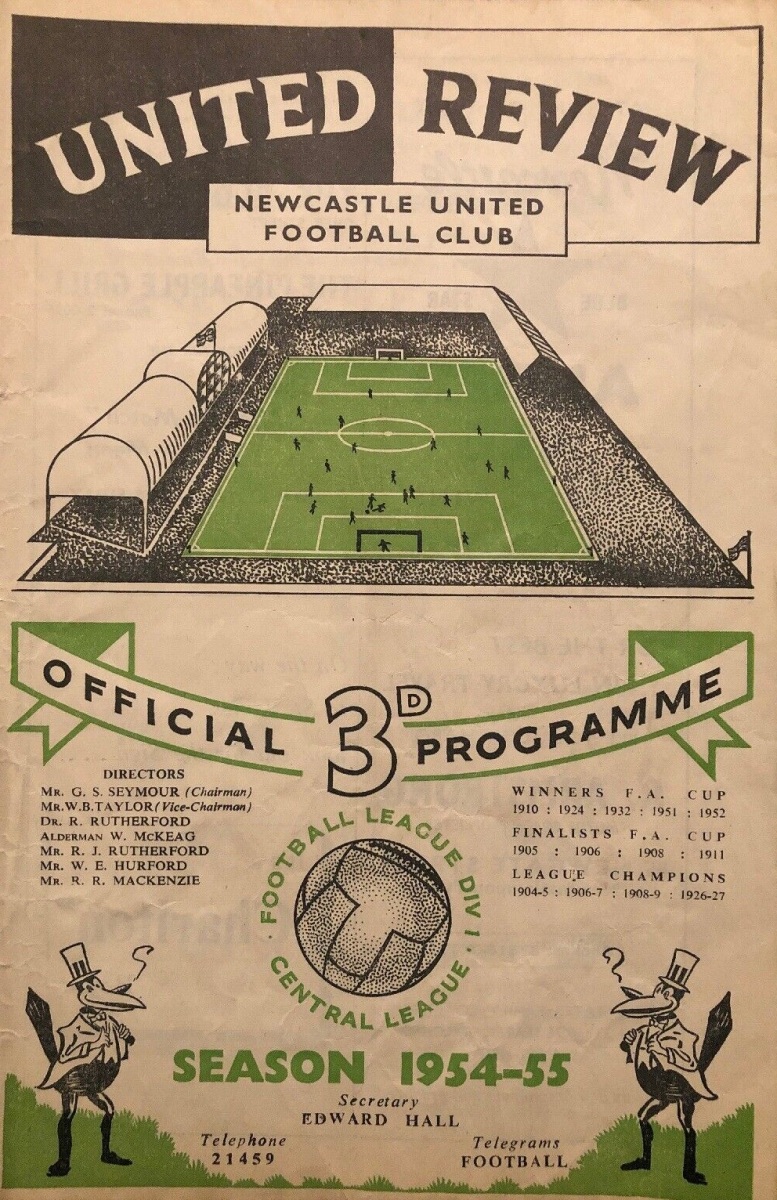 UNITED REVIEW
NEWCASTLE UNITED
FOOTBALL CLUB
OFFICIAL 3D PROGRAMME
DIRECTORS
MR. G. S. SEYMOUR (Chairman)
MR.W.B.TAYLOR (Vice-Chairman)
DR. R. RUTHERFORD
ALDERMAN W. MCKEAG
MR. R. J. RUTHERFORD
MR. W. E. HURFORD
MR. R. R. MACKENZIE
WINNERS F.A. CUP
1910 : 1924 : 1932 : 1951 : 1952
FINALISTS F.A. CUP
1905 : 1906 : 1908 : 1911
LEAGUE CHAMPIONS
1904-5 : 1906-7 : 1908-9 : 1926-27
FOOTBALL LEAGUE DIV 1.
CENTRAL LEAGUE
SEASON 1954-55
Secretary
EDWARD HALL
Telephone
21459
Telegrams
FOOTBALL